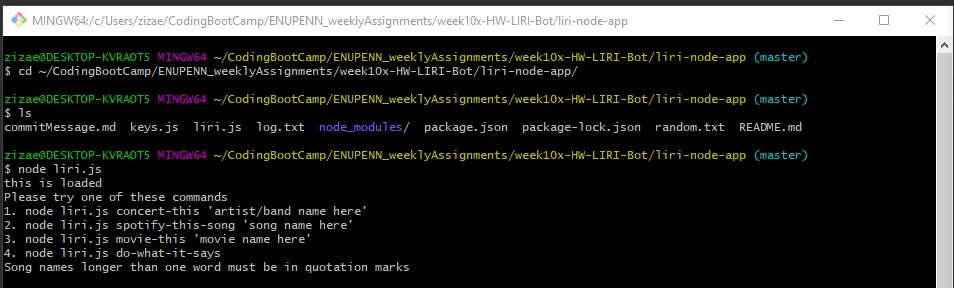 MINGW64:/c/Users/zizae/CodingBootCamp/ENUPENN_weeklyAssignments/week10x-HW-LIRI-Bot/liri-node-app
zizae@DESKTOP-KVRAOT5 MINGW64 ~/CodingBootCamp/ENUPENN_weeklyAssignments/week10x-HW-LIRI-Bot/liri-node-app (master)
$ cd ~/CodingBootCamp/ENUPENN_weeklyAssignments/week10x-HW-LIRI-Bot/liri-node-app/
zizae@DESKTOP-KVRAOT5 MINGW64 ~/CodingBootCamp/ENUPENN_weeklyAssignments/week10x-HW-LIRI-Bot/liri-node-app (master)
$ ls
commitMessage.md  keys.js  liri.js  log.txt  node_modules/  package.json  package-lock.json  random.txt  README.md
zizae@DESKTOP-KVRAOT5 MINGW64 ~/CodingBootCamp/ENUPENN_weeklyAssignments/week10x-HW-LIRI-Bot/liri-node-app (master)
$ node liri.js
this is loaded
Please try one of these commands
1. node liri.js concert-this 'artist/band name here'
2. node liri.js spotify-this-song 'song name here'
3. node liri.js movie-this 'movie name here'
4. node liri.js do-what-it-says
Song names longer than one word must be in quotation marks